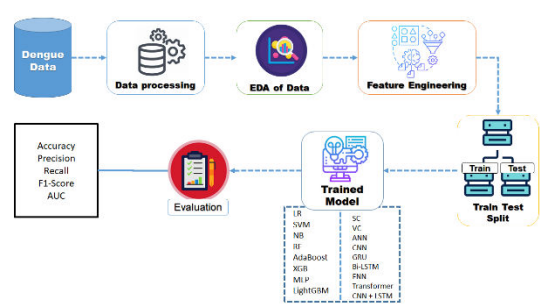 Dengue
Data
Data processing
EDA of Data
Feature Engineering
Train
Test
Train Test
Split
Trained
Model
LR
SVM
NB
RF
AdaBoost
XGB
MLP
LightGBM
SC
VC
ANN
CNN
GRU
Bi-LSTM
FNN
Transformer
CNN + LSTM
Evaluation
Accuracy
Precision
Recall
F1-Score
AUC